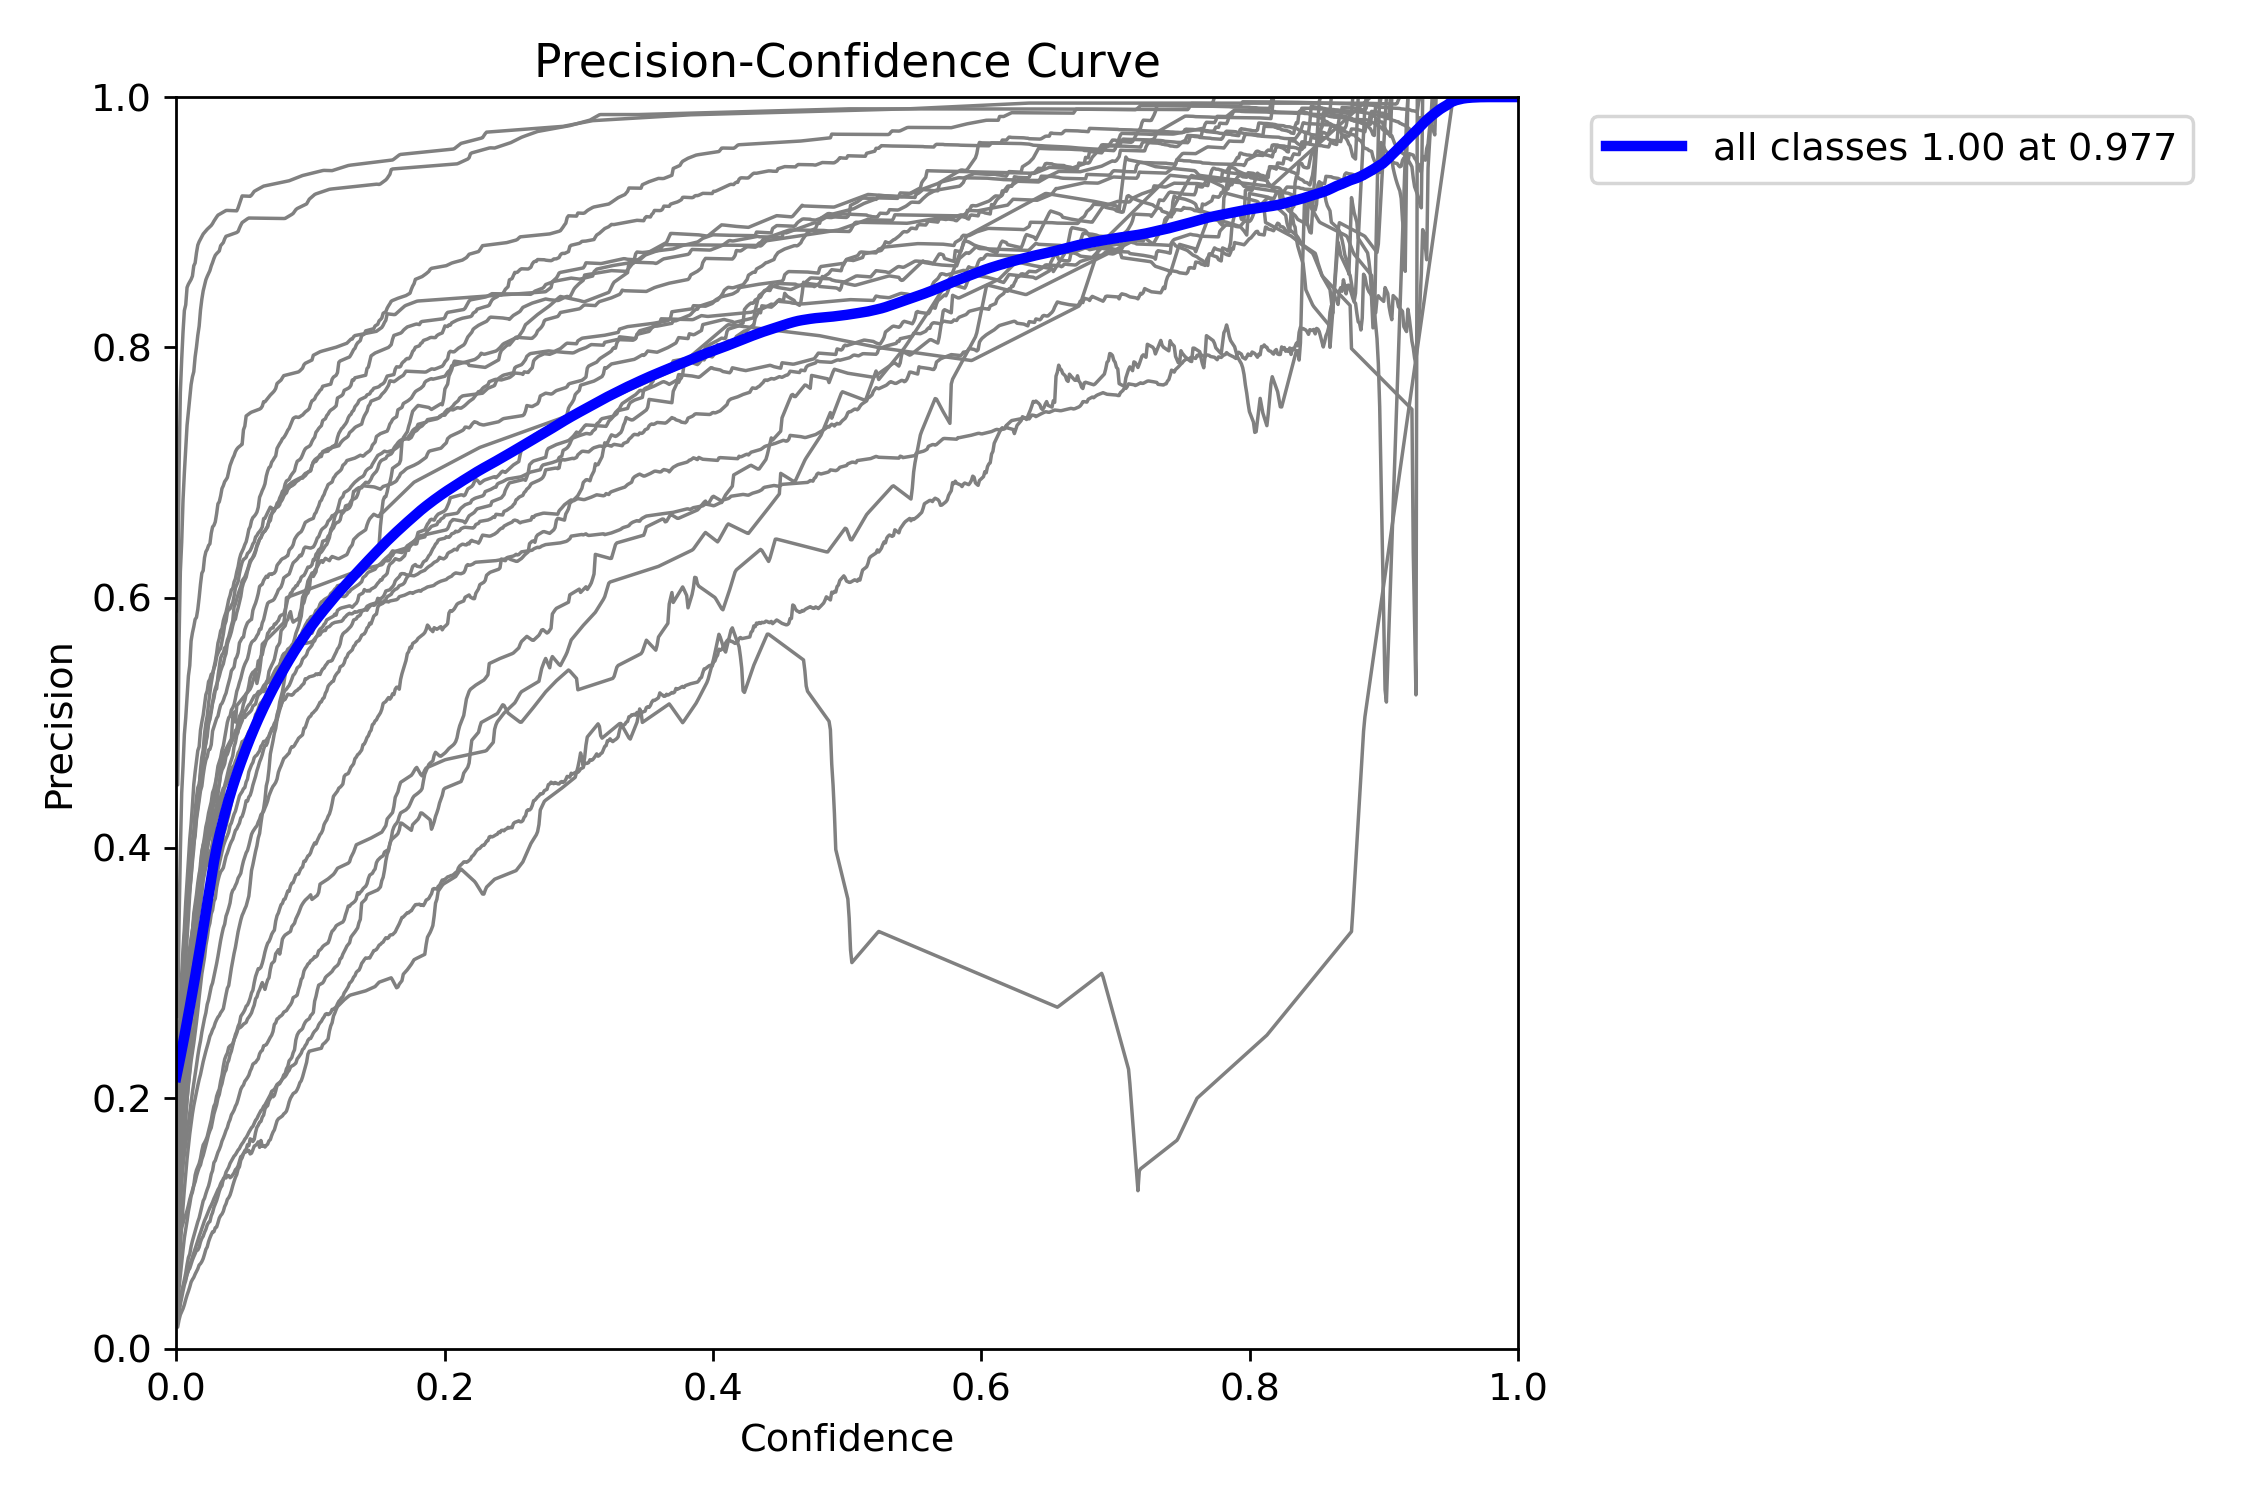 Precision-Confidence Curve
1.0
0.8
0.6
0.4
0.2
0.0
Precision
0.0 0.2 0.4 0.6 0.8 1.0
Confidence
all classes 1.00 at 0.977